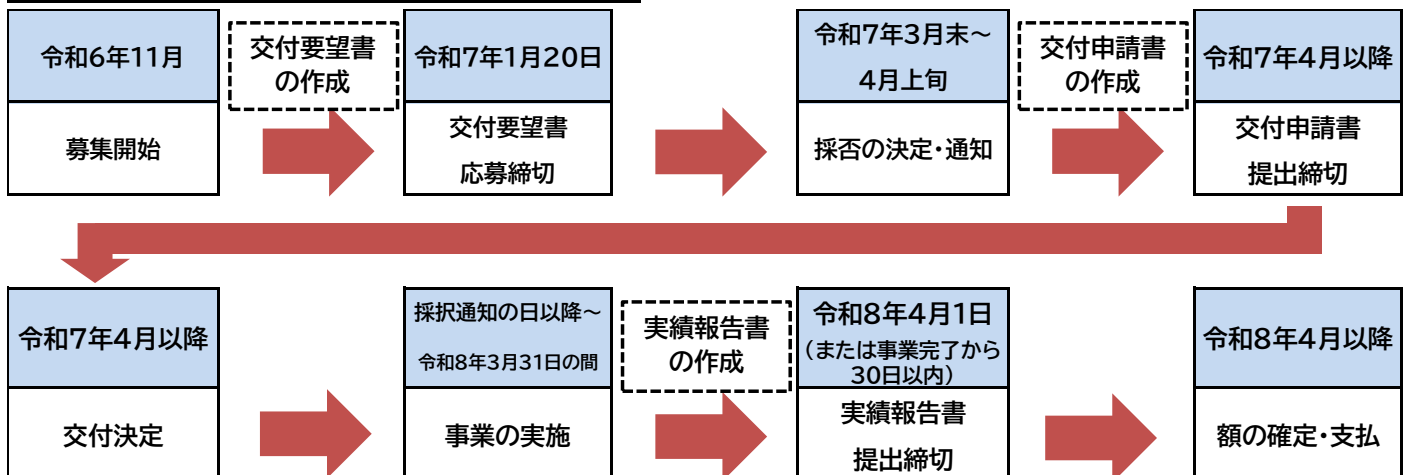 令和6年11月
募集開始
交付要望書
の作成
令和7年1月20日
交付要望書
応募締切
令和7年3月末～
4月上旬
採否の決定・通知
交付申請書
の作成
令和7年4月以降
交付申請書
提出締切
令和7年4月以降
交付決定
採択通知の日以降～
令和8年3月31日の間
事業の実施
実績報告書
の作成
令和8年4月1日
（または事業完了から
30日以内）
実績報告書
提出締切
令和8年4月以降
額の確定・支払